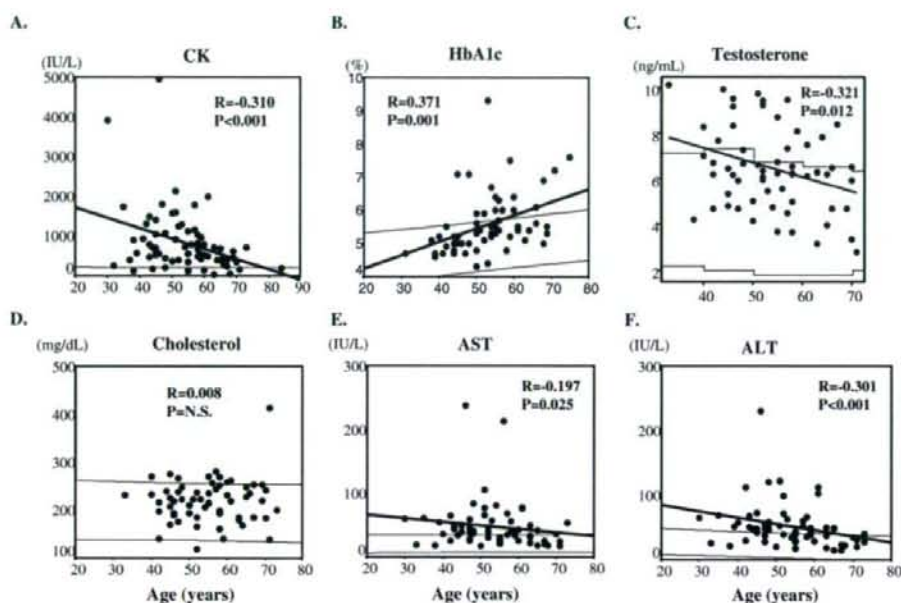 A.
CK
(IU/L)
5000
4000
3000
2000
1000
0
R=-0.310
P<0.001
20 30 40 50 60 70 80 90
B.
HbA1c
(%)
10
9
8
7
6
5
4
R=0.371
P=0.001
20 30 40 50 60 70 80
C.
Testosterone
(ng/mL)
10
8
6
4
2
R=-0.321
P=0.012
40 50 60 70
D.
Cholesterol
(mg/dL)
500
400
300
200
100
R=0.008
P=N.S.
20 30 40 50 60 70 80
Age (years)
E.
AST
(IU/L)
300
200
100
0
R=-0.197
P=0.025
20 30 40 50 60 70 80
Age (years)
F.
ALT
(IU/L)
300
200
100
0
R=-0.301
P<0.001
20 30 40 50 60 70 80
Age (years)